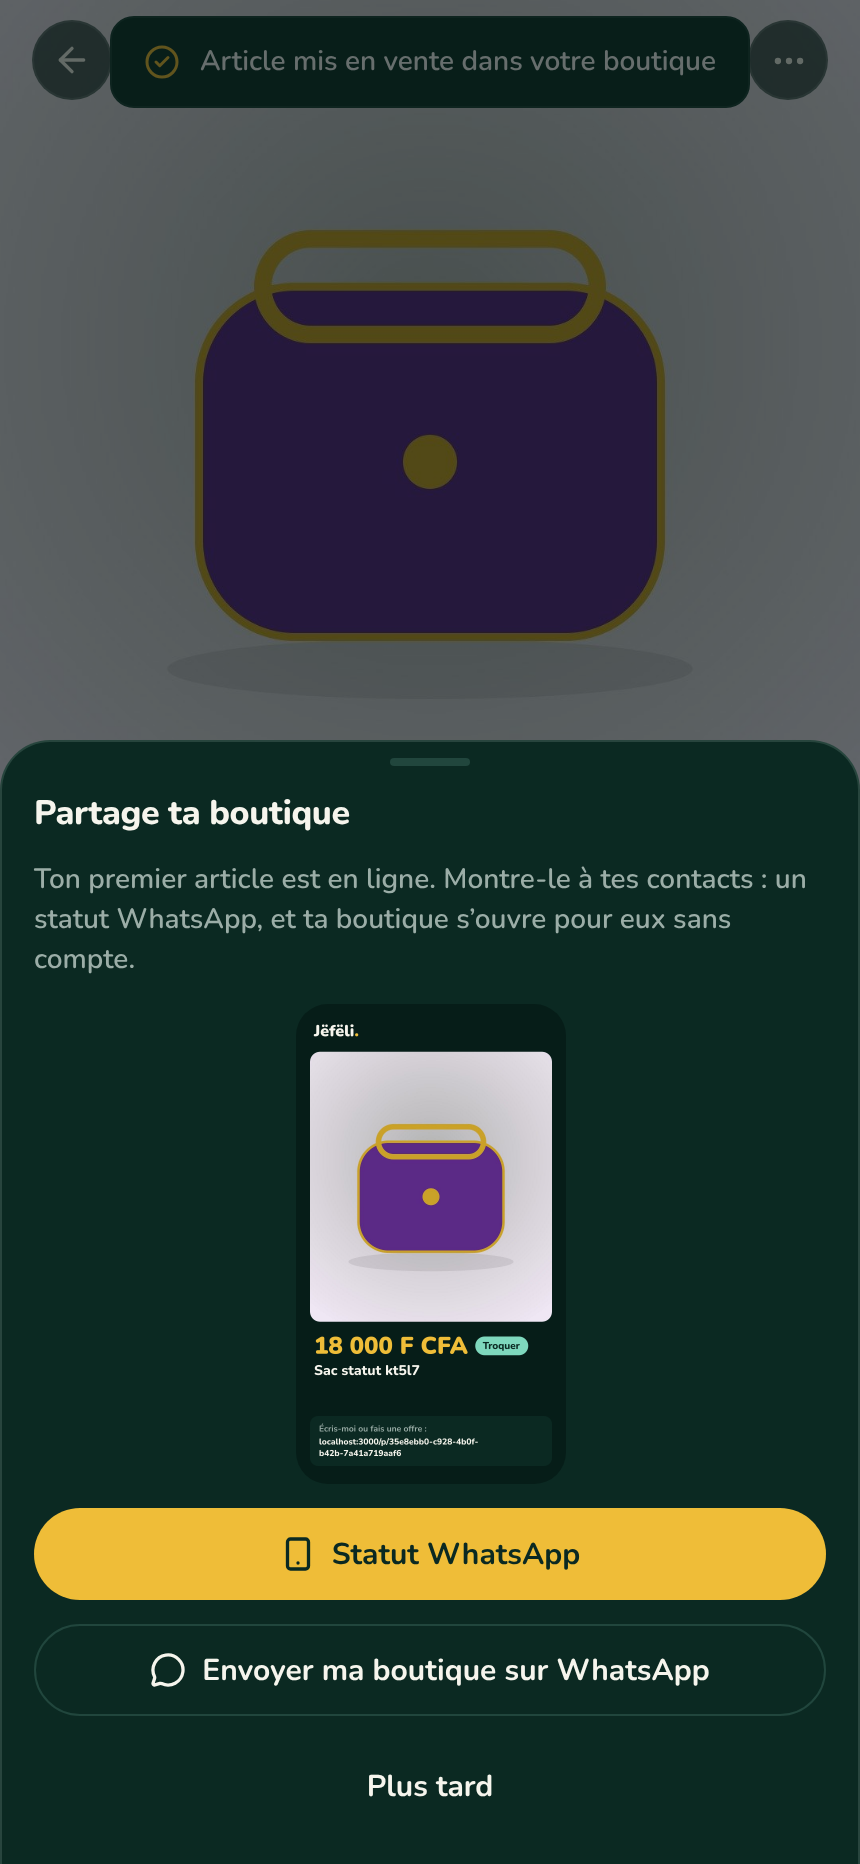 Article mis en vente dans votre boutique
Partage ta boutique
Ton premier article est en ligne. Montre-le à tes contacts : un
statut WhatsApp, et ta boutique s’ouvre pour eux sans
compte.
Jëfëli.
18 000 F CFA Troquer
Sac statut kt5l7
Écris-moi ou fais une offre :
localhost:3000/p/35e8ebb0-c928-4b0f-
b42b-7a41a719aaf6
Statut WhatsApp
Envoyer ma boutique sur WhatsApp
Plus tard